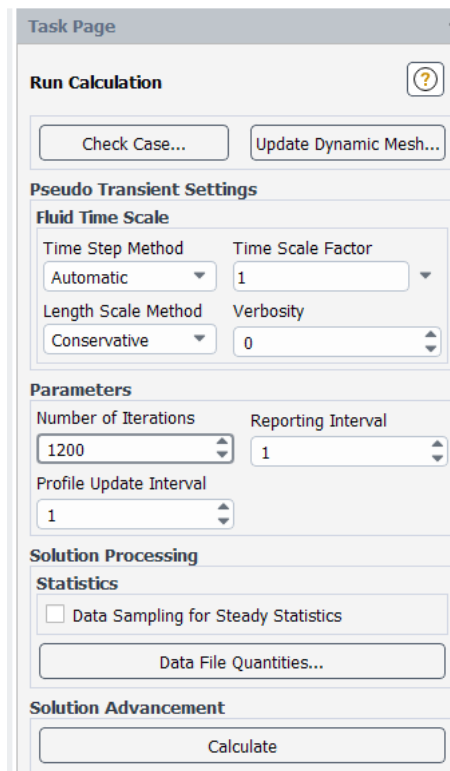 Task Page
Run Calculation
?
Check Case... Update Dynamic Mesh...
Pseudo Transient Settings
Fluid Time Scale
Time Step Method Time Scale Factor
Automatic 1
Length Scale Method Verbosity
Conservative 0
Parameters
Number of Iterations Reporting Interval
1200 1
Profile Update Interval
1
Solution Processing
Statistics
Data Sampling for Steady Statistics
Data File Quantities...
Solution Advancement
Calculate